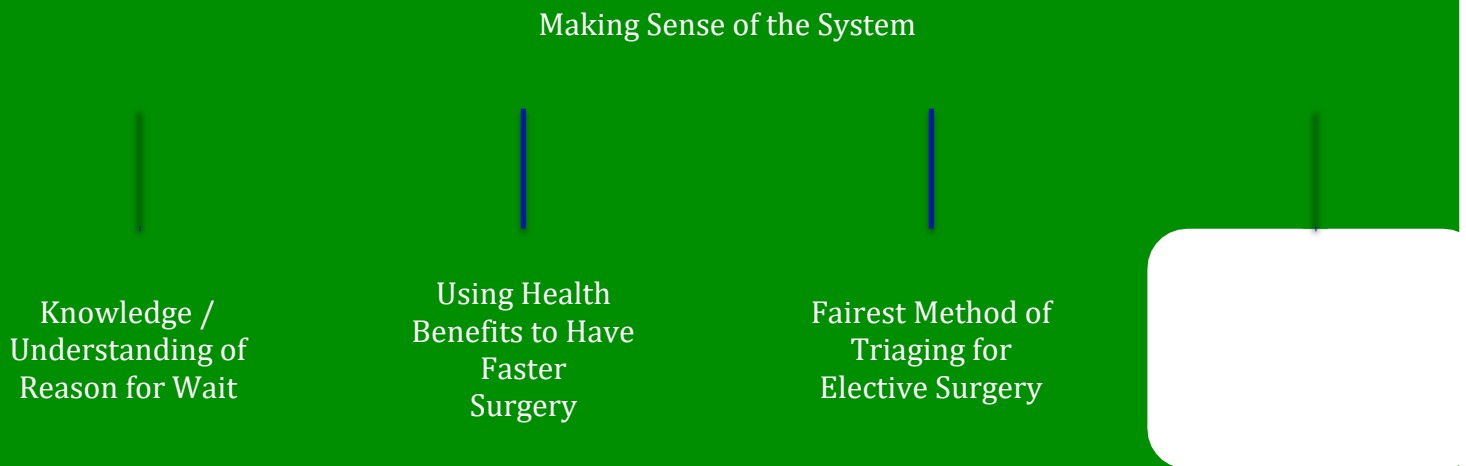 Making Sense of the System
Knowledge /
Understanding of
Reason for Wait
Using Health
Benefits to Have
Faster
Surgery
Fairest Method of
Triaging for
Elective Surgery